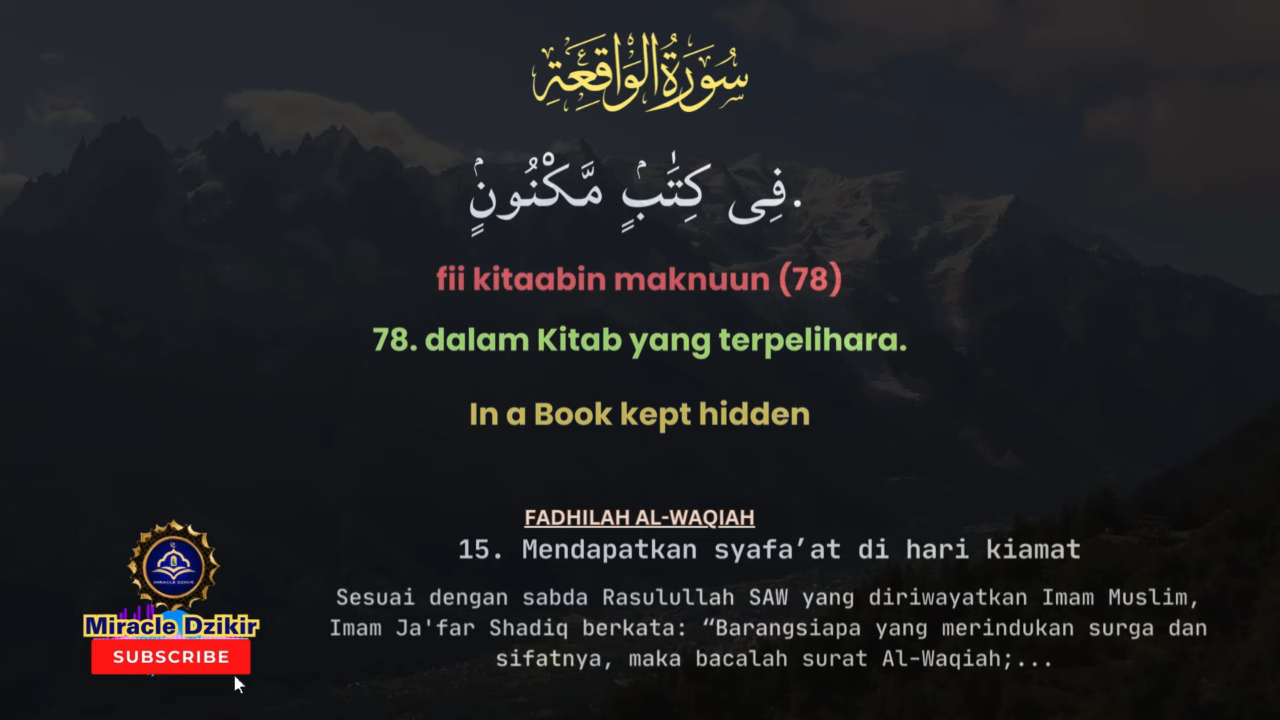 سُورَةُ الوَاقِعَةِ
فِى كِتَٰبٍۢ مَّكْنُونٍۢ.
fii kitaabin maknuun (78)
78. dalam Kitab yang terpelihara.
In a Book kept hidden
FADHILAH AL-WAQIAH
15. Mendapatkan syafa’at di hari kiamat
Sesuai dengan sabda Rasulullah SAW yang diriwayatkan Imam Muslim,
Imam Ja'far Shadiq berkata: “Barangsiapa yang merindukan surga dan
sifatnya, maka bacalah surat Al-Waqiah;...
MIRACLE DZIKIR
Miracle Dzikir
SUBSCRIBE